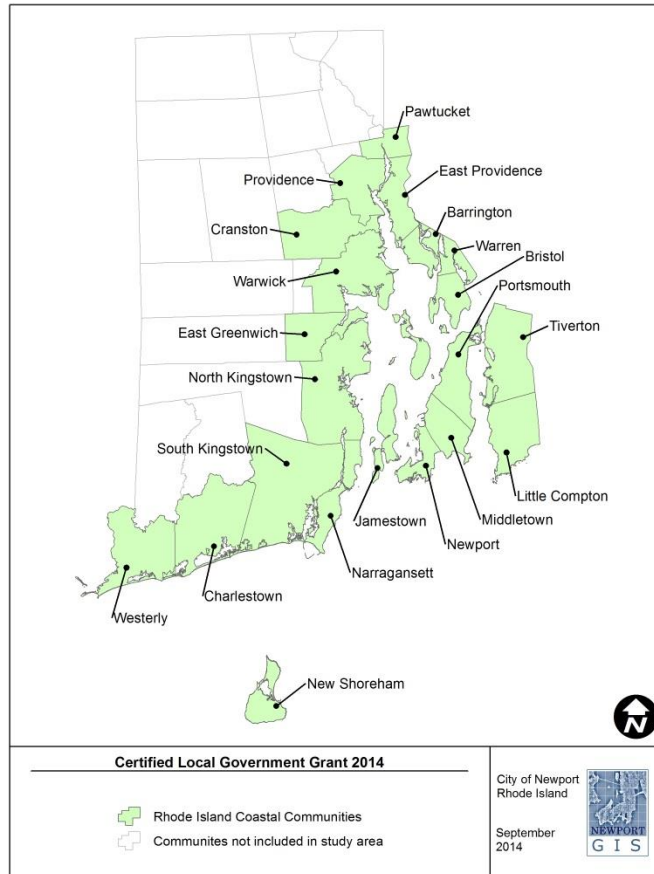 Pawtucket
Providence
East Providence
Barrington
Cranston
Warren
Bristol
Warwick
Portsmouth
East Greenwich
Tiverton
North Kingstown
South Kingstown
Little Compton
Jamestown
Middletown
Newport
Narragansett
Charlestown
Westerly
New Shoreham
N
Certified Local Government Grant 2014
Rhode Island Coastal Communities
Communites not included in study area
City of Newport
Rhode Island
September
2014
NEWPORT
GIS